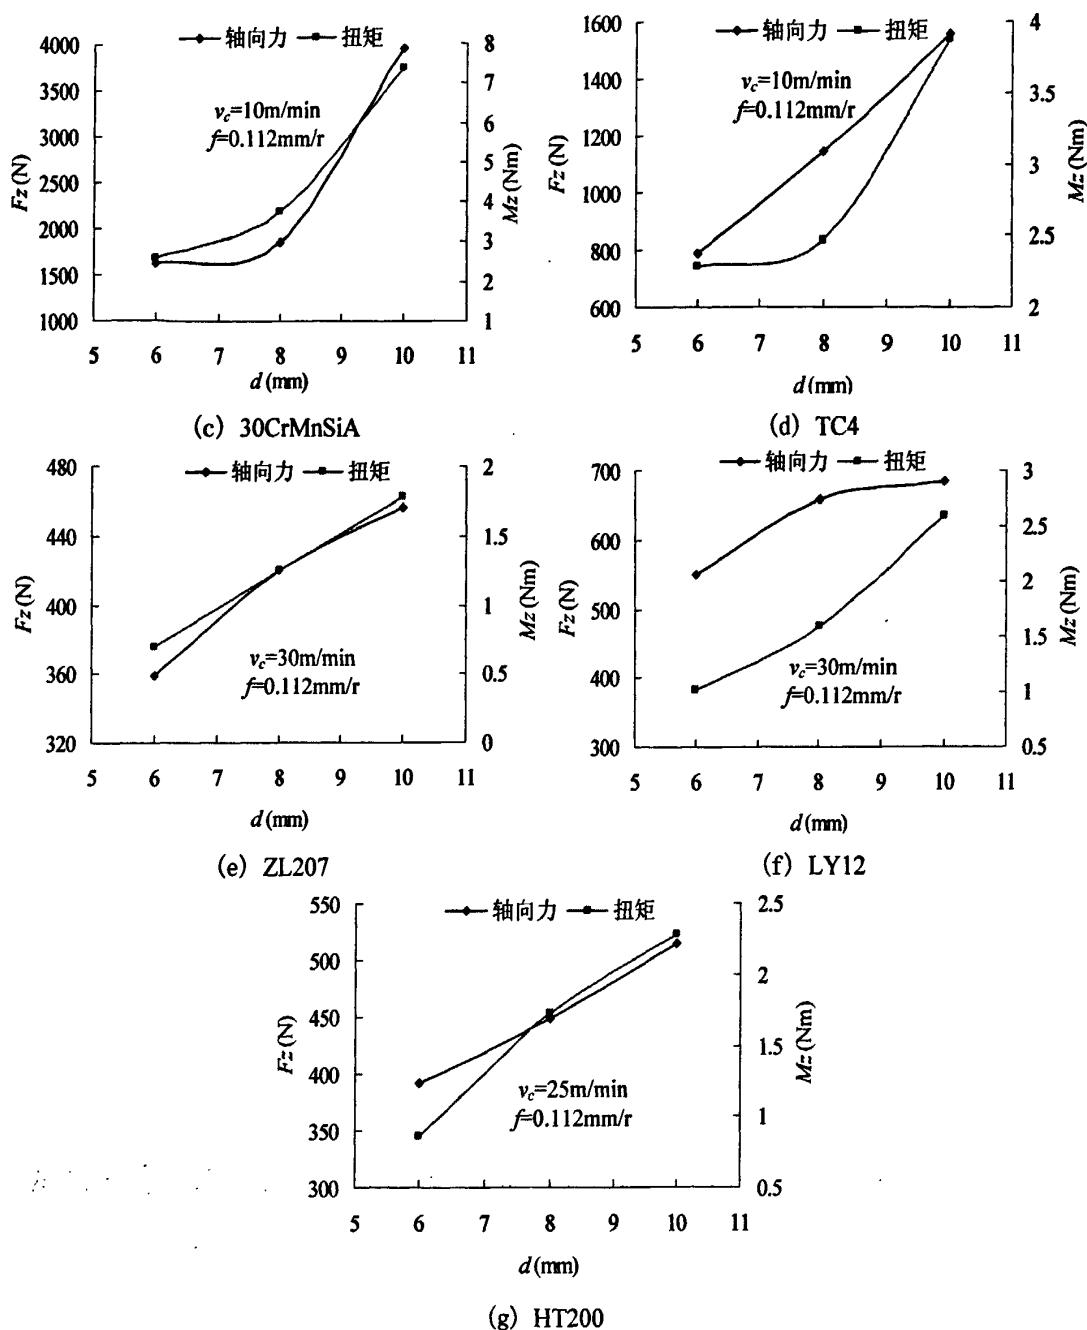 轴向力 扭矩
4000
3500
3000
2500
2000
1500
1000
Fz (N)
8
7
6
5
4
3
2
1
Mz (Nm)
vc=10m/min
f=0.112mm/r
5 6 7 8 9 10 11
d (mm)
(c) 30CrMnSiA
轴向力 扭矩
1600
1400
1200
1000
800
600
Fz (N)
4
3.5
3
2.5
2
Mz (Nm)
vc=10m/min
f=0.112mm/r
5 6 7 8 9 10 11
d (mm)
(d) TC4
轴向力 扭矩
480
440
400
360
320
Fz (N)
2
1.5
1
0.5
0
Mz (Nm)
vc=30m/min
f=0.112mm/r
5 6 7 8 9 10 11
d (mm)
(e) ZL207
轴向力 扭矩
700
600
500
400
300
Fz (N)
3
2.5
2
1.5
1
0.5
Mz (Nm)
vc=30m/min
f=0.112mm/r
5 6 7 8 9 10 11
d (mm)
(f) LY12
轴向力 扭矩
550
500
450
400
350
300
Fz (N)
2.5
2
1.5
1
0.5
Mz (Nm)
vc=25m/min
f=0.112mm/r
5 6 7 8 9 10 11
d (mm)
(g) HT200